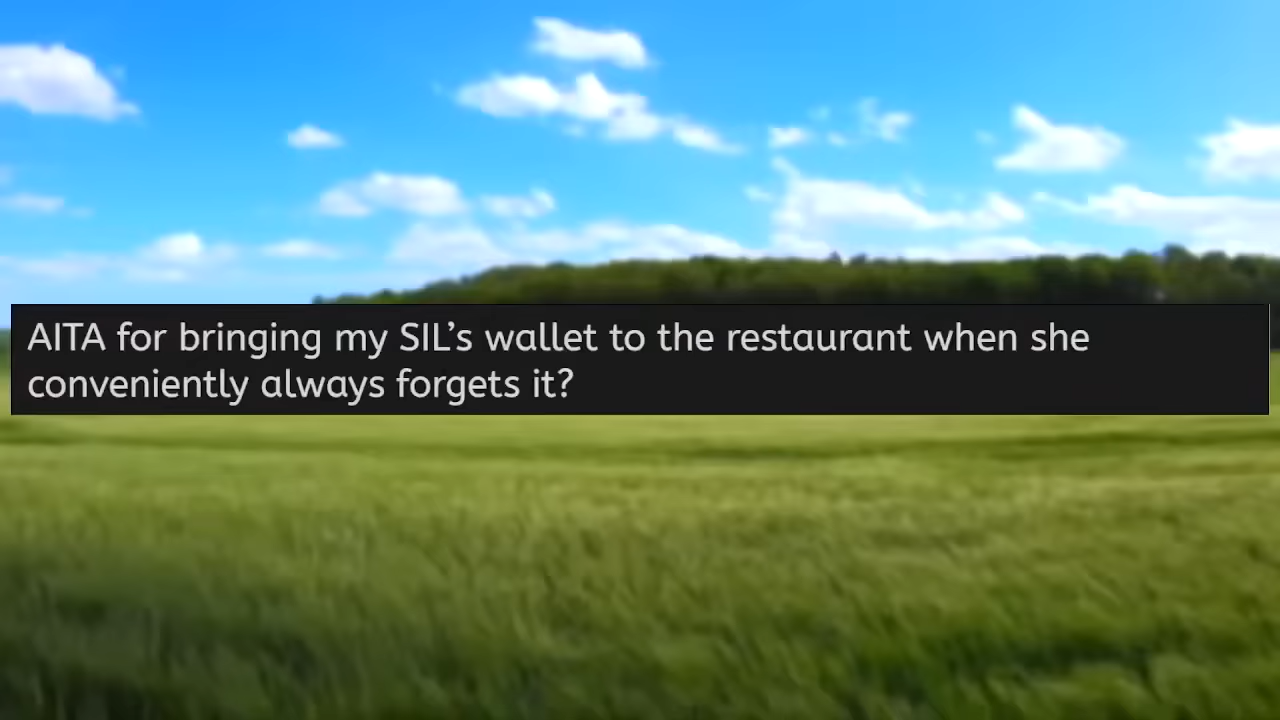 AITA for bringing my SIL’s wallet to the restaurant when she
conveniently always forgets it?